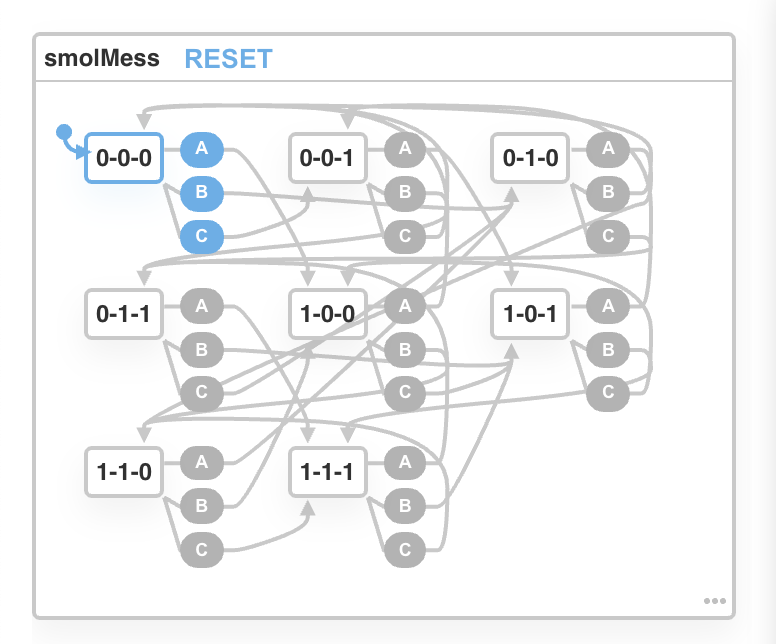 smolMess RESET
0-0-0 A 0-0-1 A 0-1-0 A
B B B
C C C
0-1-1 A 1-0-0 A 1-0-1 A
B B B
C C C
1-1-0 A 1-1-1 A
B B
C C